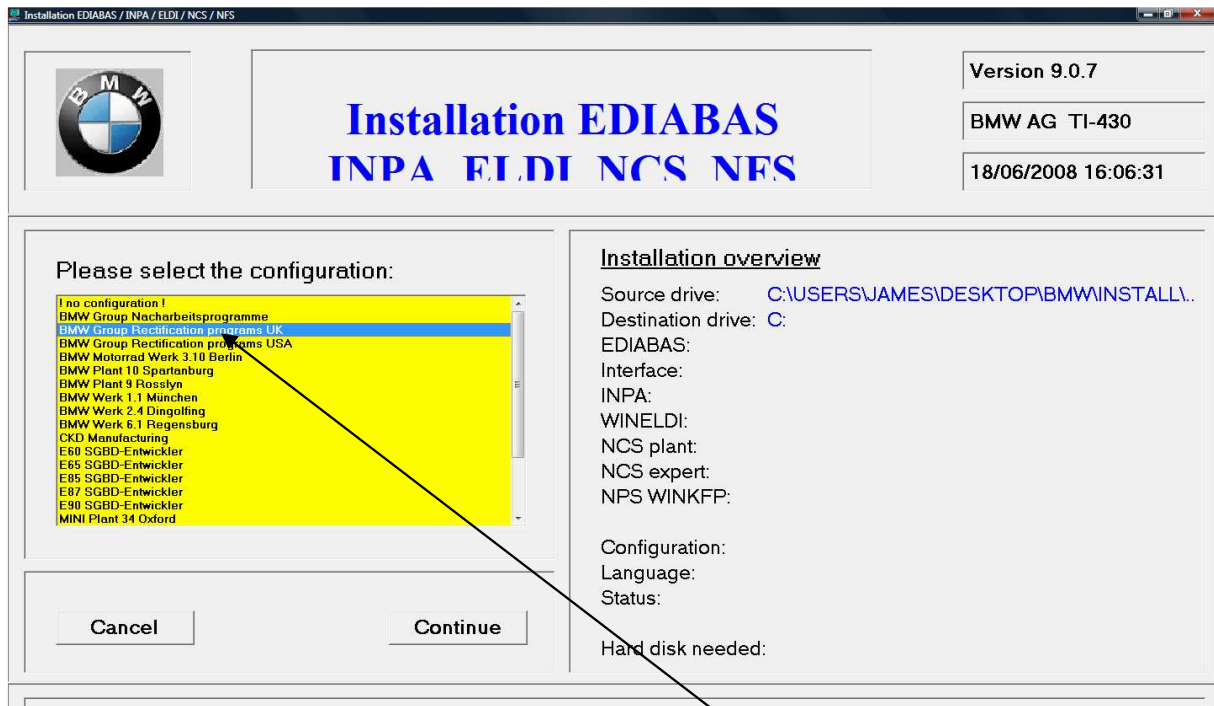 Installation EDIABAS / INPA / ELDI / NCS / NFS
BMW
Installation EDIABAS
INPA ELDI NCS NFS
Version 9.0.7
BMW AG TI-430
18/06/2008 16:06:31
Please select the configuration:
! no configuration !
BMW Group Nacharbeitsprogramme
BMW Group Rectification programs UK
BMW Group Rectification programs USA
BMW Motorrad Werk 3.10 Berlin
BMW Plant 10 Spartanburg
BMW Plant 9 Rosslyn
BMW Werk 1.1 München
BMW Werk 2.4 Dingolfing
BMW Werk 6.1 Regensburg
CKD Manufacturing
E60 SGBD-Entwickler
E65 SGBD-Entwickler
E85 SGBD-Entwickler
E87 SGBD-Entwickler
E90 SGBD-Entwickler
MINI Plant 34 Oxford
Cancel
Continue
Installation overview
Source drive: C:\USERS\JAMES\DESKTOP\BMW\INSTALL\..
Destination drive: C:
EDIABAS:
Interface:
INPA:
WINELDI:
NCS plant:
NCS expert:
NPS WINKFP:
Configuration:
Language:
Status:
Hard disk needed: